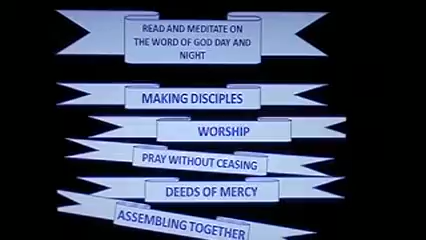 READ AND MEDITATE ON
THE WORD OF GOD DAY AND
NIGHT
MAKING DISCIPLES
WORSHIP
PRAY WITHOUT CEASING
DEEDS OF MERCY
ASSEMBLING TOGETHER